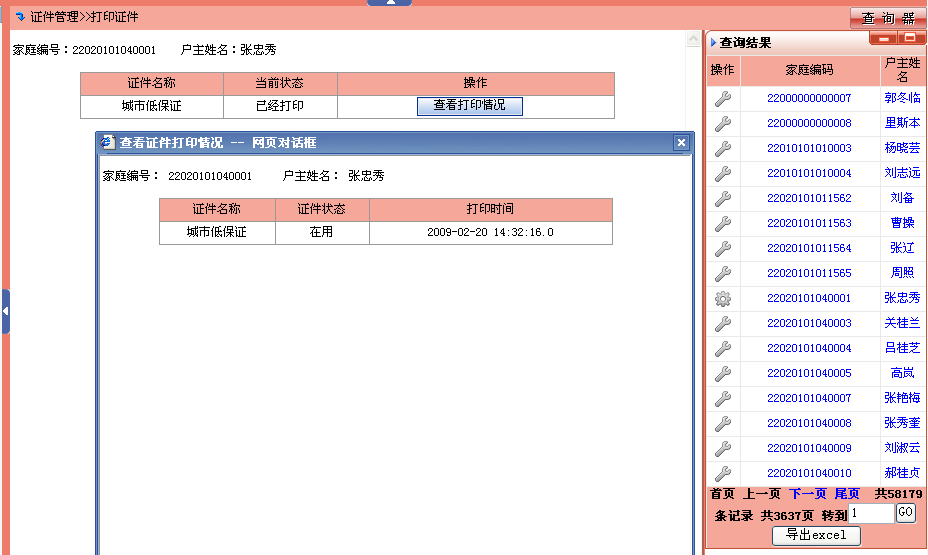 证件管理>>打印证件
查 询 器
家庭编号：22020101040001 户主姓名：张忠秀
证件名称 当前状态 操作
城市低保证 已经打印 查看打印情况
查看证件打印情况 -- 网页对话框
家庭编号： 22020101040001 户主姓名： 张忠秀
证件名称 证件状态 打印时间
城市低保证 在用 2009-02-20 14:32:16.0
查询结果
操作 家庭编码 户主姓名
22000000000007 郭冬临
22000000000008 里斯本
22010101010003 杨晓芸
22010101010004 刘志远
22020101011562 刘备
22020101011563 曹操
22020101011564 张辽
22020101011565 周照
22020101040001 张忠秀
22020101040003 关桂兰
22020101040004 吕桂芝
22020101040005 高岚
22020101040007 张艳梅
22020101040008 张秀奎
22020101040009 刘淑云
22020101040010 郝桂贞
首页 上一页 下一页 尾页 共58179
条记录 共3637页 转到 1 GO
导出excel